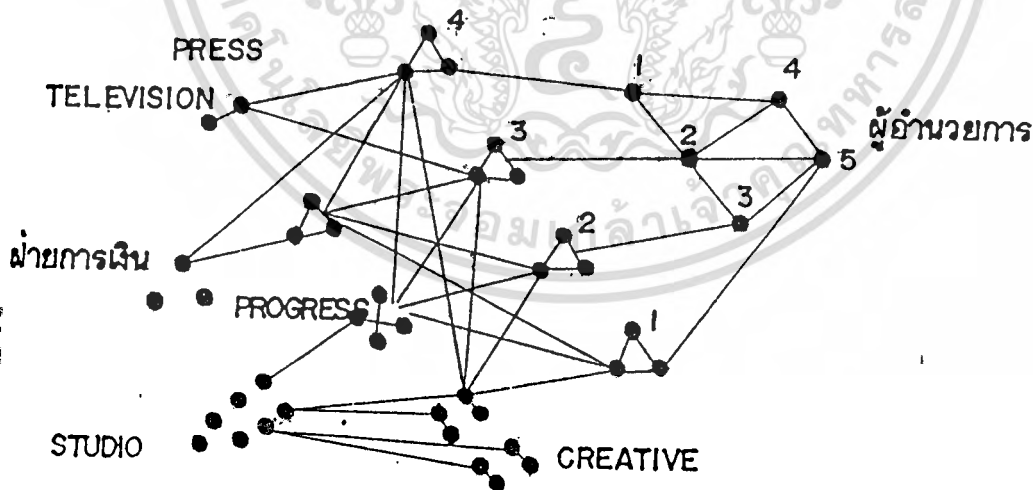 4
PRESS
1
4
TELEVISION
ผู้อำนวยการ
3
2
5
3
2
ฝ่ายการเงิน
PROGRESS
1
STUDIO
CREATIVE